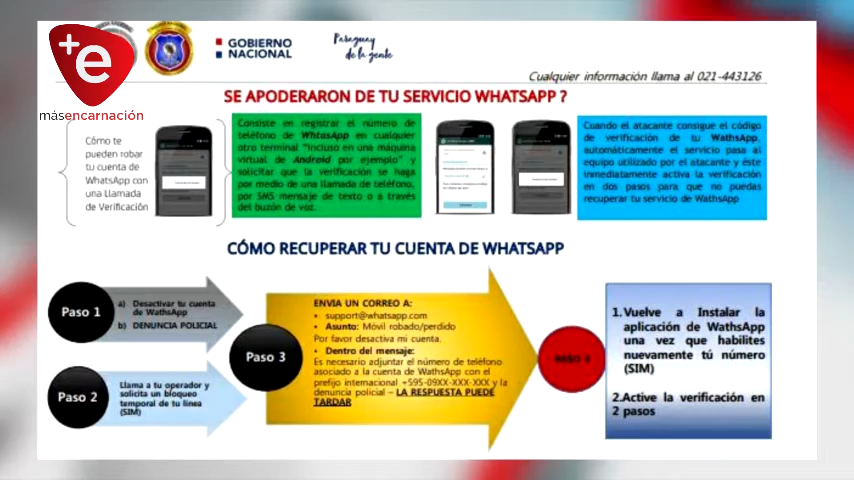 +e
másencarnación
GOBIERNO
NACIONAL
Paraguay
de la gente
Cualquier información llama al 021-443126
SE APODERARON DE TU SERVICIO WHATSAPP ?
Cómo te
pueden robar
tu cuenta de
WhatsApp con
una Llamada
de Verificación
Consiste en registrar el número de
teléfono de WhtasApp en cualquier
otro terminal "incluso en una máquina
virtual de Android por ejemplo" y
solicitar que la verificación se haga
por medio de una llamada de teléfono,
por SMS mensaje de texto o a través
del buzón de voz.
Cuando el atacante consigue el código
de verificación de tu WathsApp,
automáticamente el servicio pasa al
equipo utilizado por el atacante y éste
inmediatamente activa la verificación
en dos pasos para que no puedas
recuperar tu servicio de WathsApp
CÓMO RECUPERAR TU CUENTA DE WHATSAPP
Paso 1
a) Desactivar tu cuenta
de WathsApp
b) DENUNCIA POLICIAL
Paso 2
Llama a tu operador y
solicita un bloqueo
temporal de tu línea
(SIM)
Paso 3
ENVIA UN CORREO A:
• support@whatsapp.com
• Asunto: Móvil robado/perdido
Por favor desactiva mi cuenta.
• Dentro del mensaje:
Es necesario adjuntar el número de teléfono
asociado a la cuenta de WathsApp con el
prefijo internacional +595-09XX-XXX-XXX y la
denuncia policial – LA RESPUESTA PUEDE
TARDAR
1.Vuelve a Instalar la
aplicación de WathsApp
una vez que habilites
nuevamente tú número
(SIM)
2.Active la verificación en
2 pasos